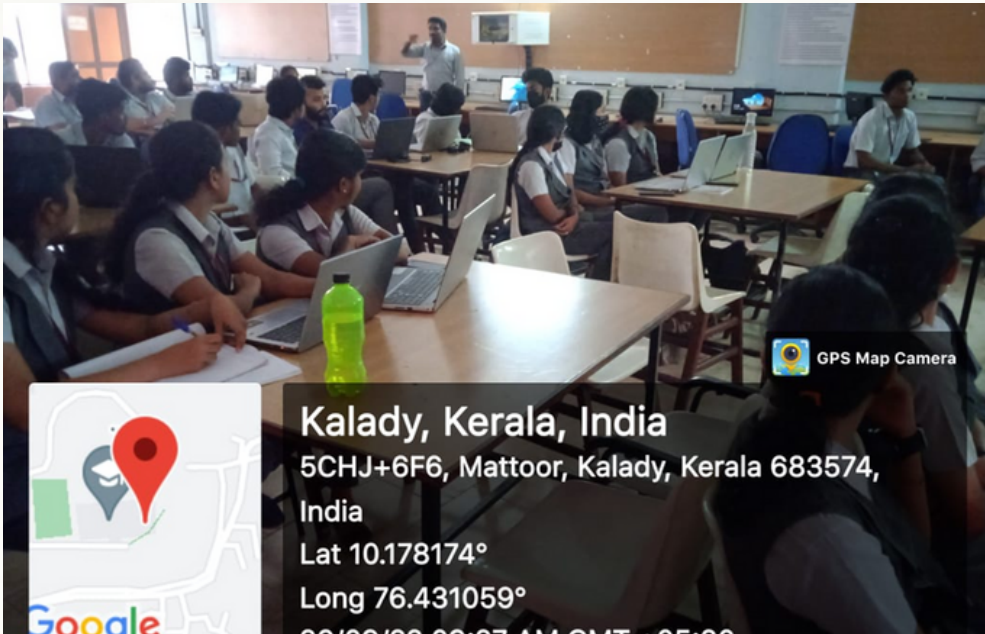 GPS Map Camera
Kalady, Kerala, India
5CHJ+6F6, Mattoor, Kalady, Kerala 683574,
India
Lat 10.178174°
Long 76.431059°
Google